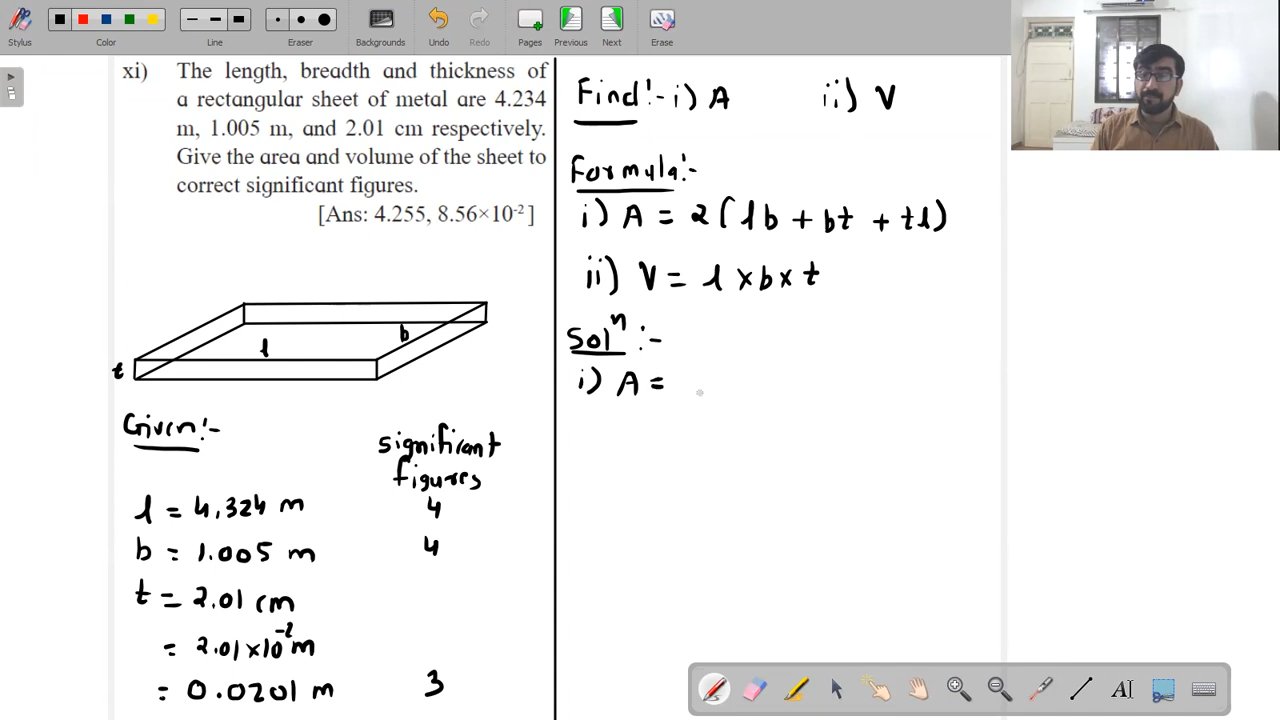 Stylus
Color
Line
Eraser
Backgrounds
Undo
Redo
Pages
Previous
Next
Erase
xi) The length, breadth and thickness of
a rectangular sheet of metal are 4.234
m, 1.005 m, and 2.01 cm respectively.
Give the area and volume of the sheet to
correct significant figures.
[Ans: 4.255, 8.56×10⁻²]
l
b
t
Given:-
significant
figures
l = 4.324 m 4
b = 1.005 m 4
t = 2.01 cm
= 2.01×10⁻² m
= 0.0201 m 3
Find:- i) A ii) V
Formula:-
i) A = 2(lb + bt + tl)
ii) V = l × b × t
Solⁿ:-
i) A =